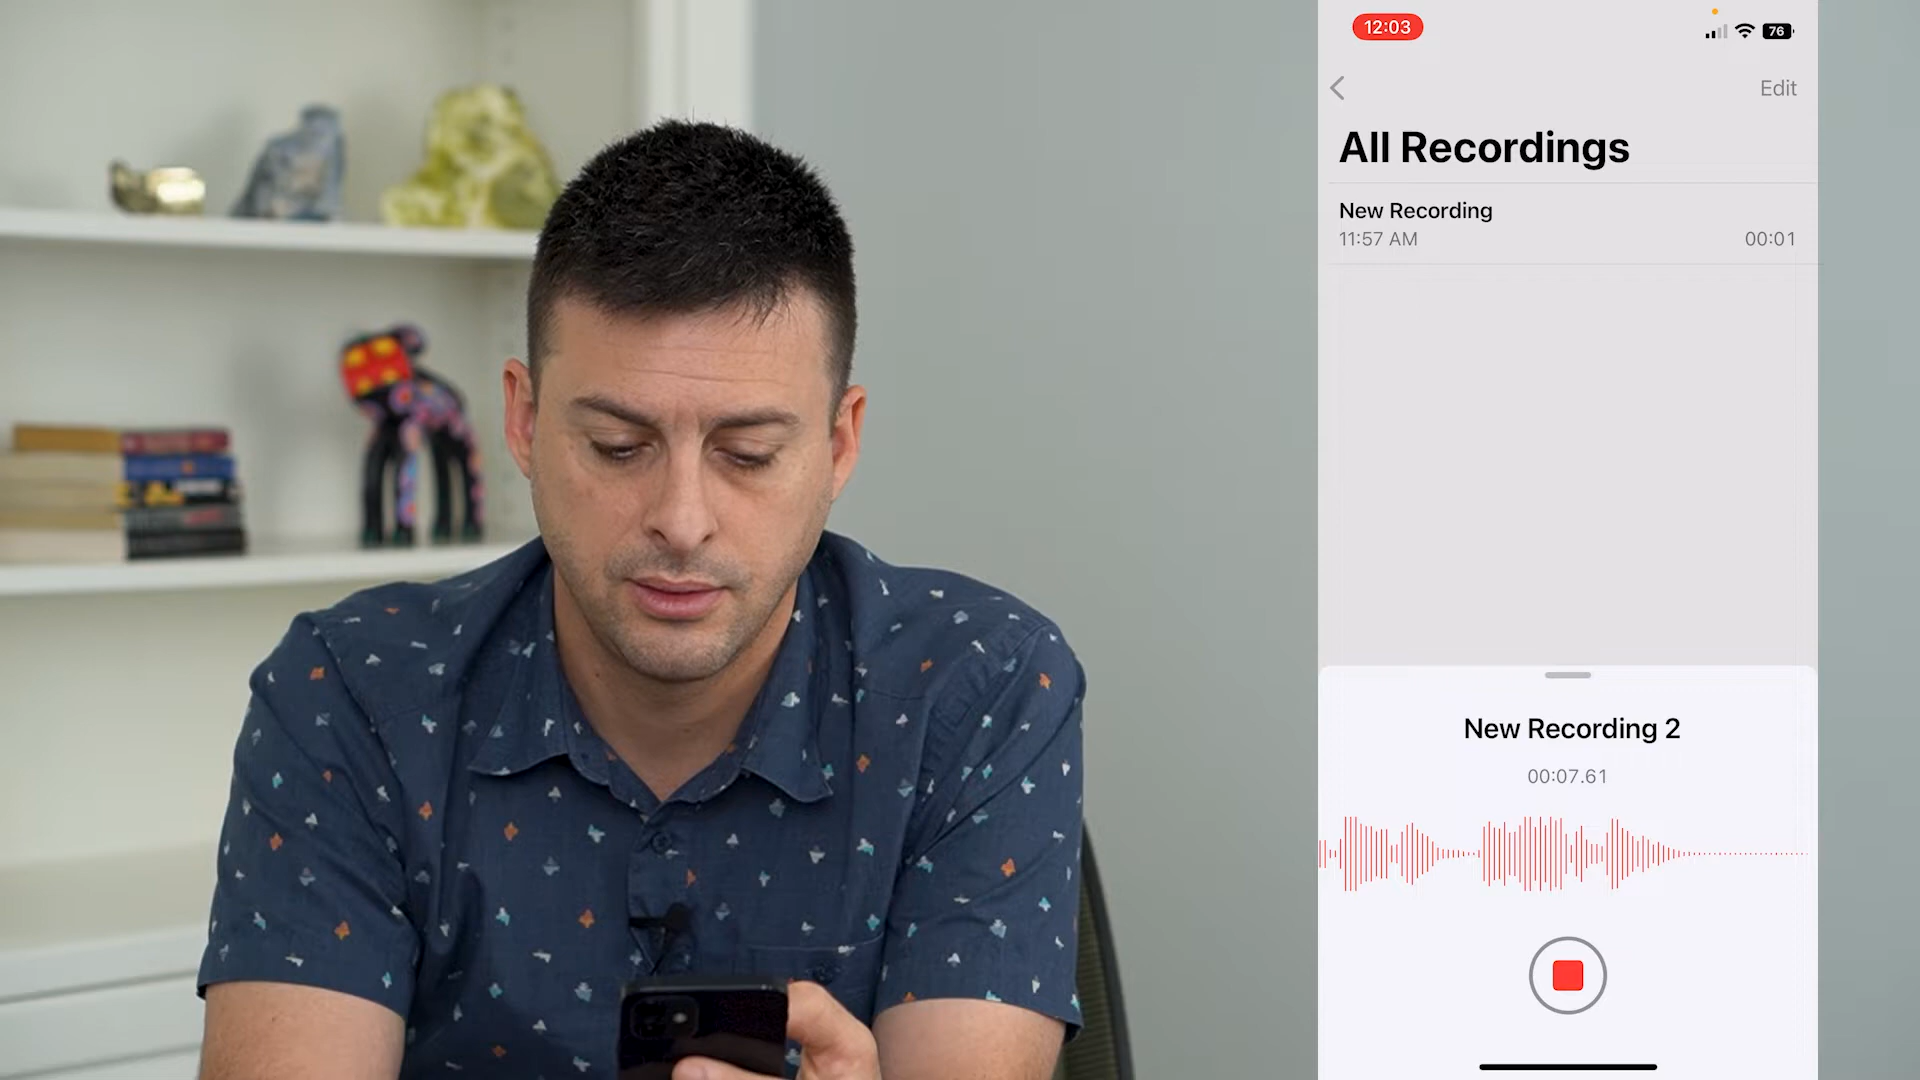 12:03
76
Edit
All Recordings
New Recording
11:57 AM
00:01
New Recording 2
00:07.61